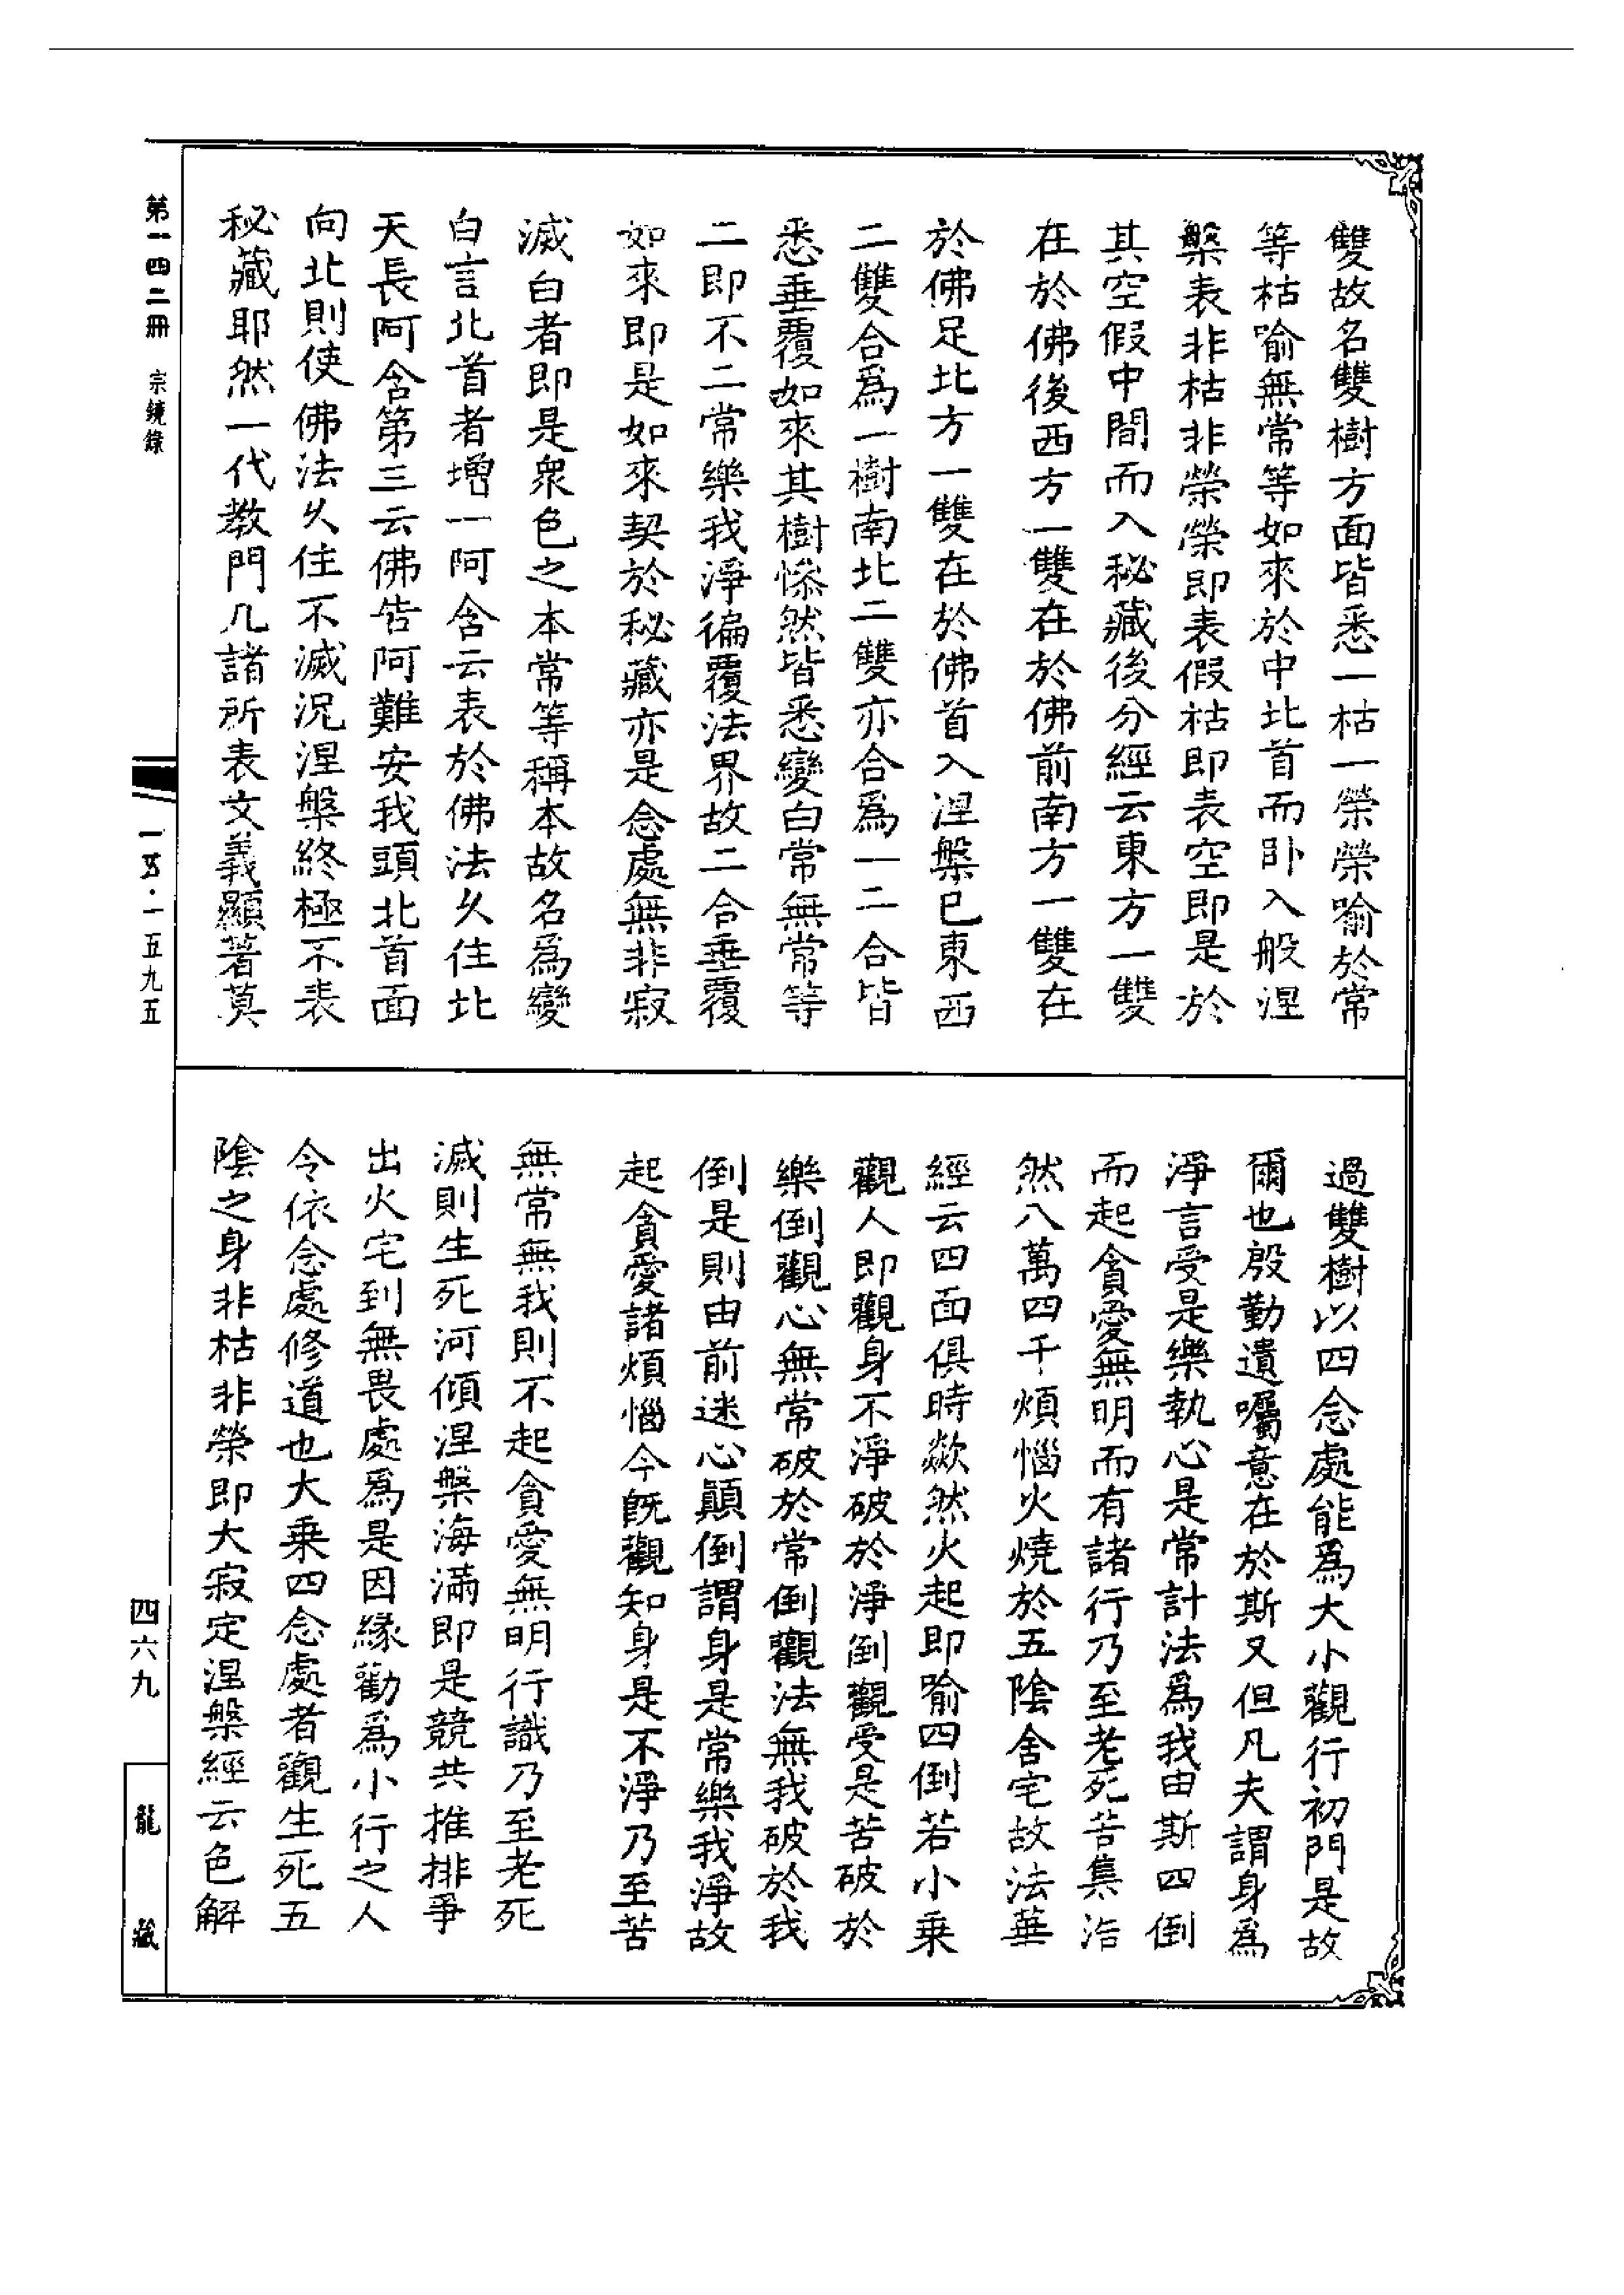 雙故名雙樹方面皆悉一枯一榮榮喻於常
等枯喻無常等如來於中北首而卧入般涅
槃表非枯非榮榮即表假枯即表空即是於
其空假中間而入秘藏後分經云東方一雙
在於佛後西方一雙在於佛前南方一雙在
於佛足北方一雙在於佛首入涅槃已東西
二雙合爲一樹南北二雙亦合爲一二合皆
悉垂覆如來其樹慘然皆悉變白常無常等
二即不二常樂我淨徧覆法界故二合垂覆
如來即是如來契於秘藏亦是念處無非寂
滅白者即是衆色之本常等稱本故名爲變
白言北首者增一阿含云表於佛法久住北
天長阿含第三云佛告阿難安我頭北首面
向北則使佛法久住不滅況涅槃終極不表
秘藏耶然一代教門凡諸所表文義顯著莫
過雙樹以四念處能爲大小觀行初門是故
爾也殷勤遺囑意在於斯又但凡夫謂身爲
淨言受是樂執心是常計法爲我由斯四倒
而起貪愛無明而有諸行乃至老死苦集浩
然八萬四千煩惱火燒於五陰舍宅故法華
經云四面俱時歘然火起即喻四倒若小乘
觀人即觀身不淨破於淨倒觀受是苦破於
樂倒觀心無常破於常倒觀法無我破於我
倒是則由前迷心顛倒謂身是常樂我淨故
起貪愛諸煩惱今既觀知身是不淨乃至苦
無常無我則不起貪愛無明行識乃至老死
滅則生死河傾涅槃海滿即是競共推排爭
出火宅到無畏處爲是因緣勸爲小行之人
令依念處修道也大乘四念處者觀生死五
陰之身非枯非榮即大寂定涅槃經云色解
第一四二冊 宗鏡錄
一五·一五九五
四六九
龍藏